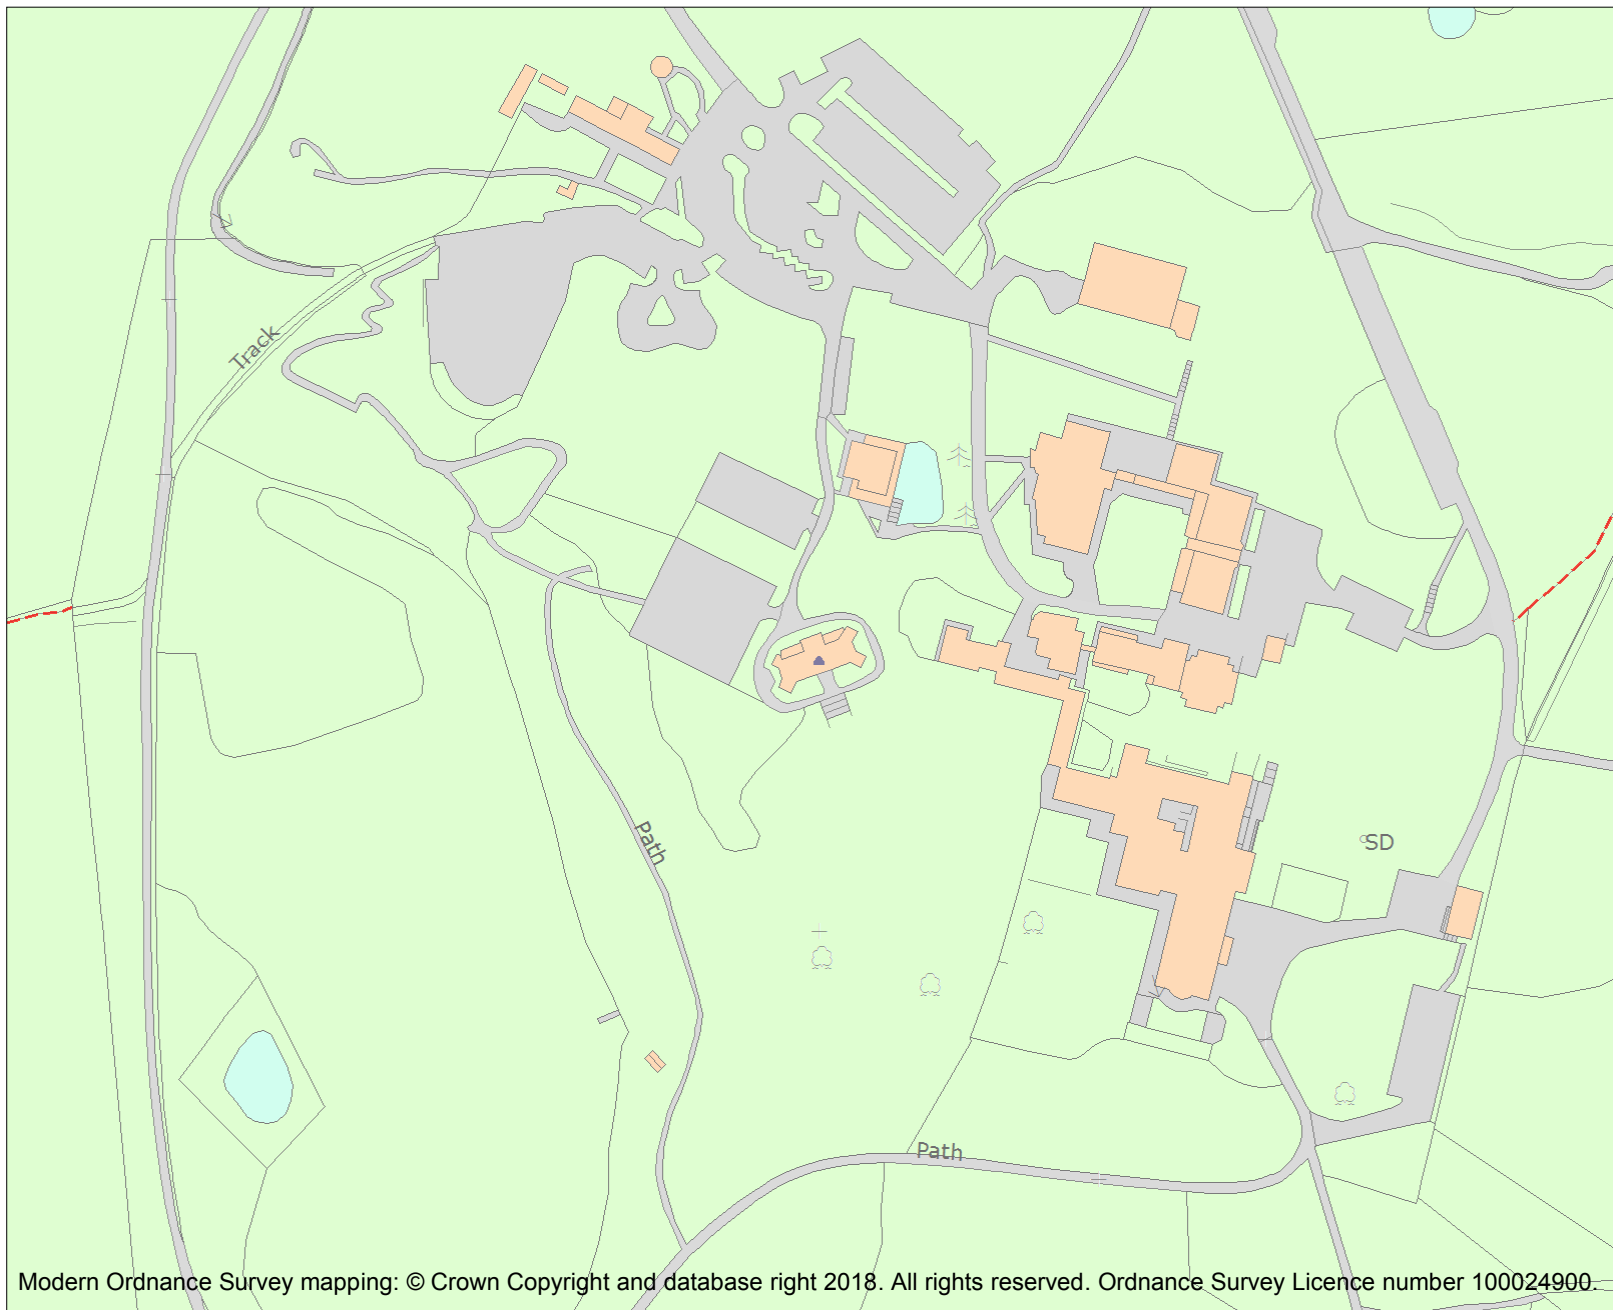 Track
Path
SD
Path
Modern Ordnance Survey mapping: © Crown Copyright and database right 2018. All rights reserved. Ordnance Survey Licence number 100024900.